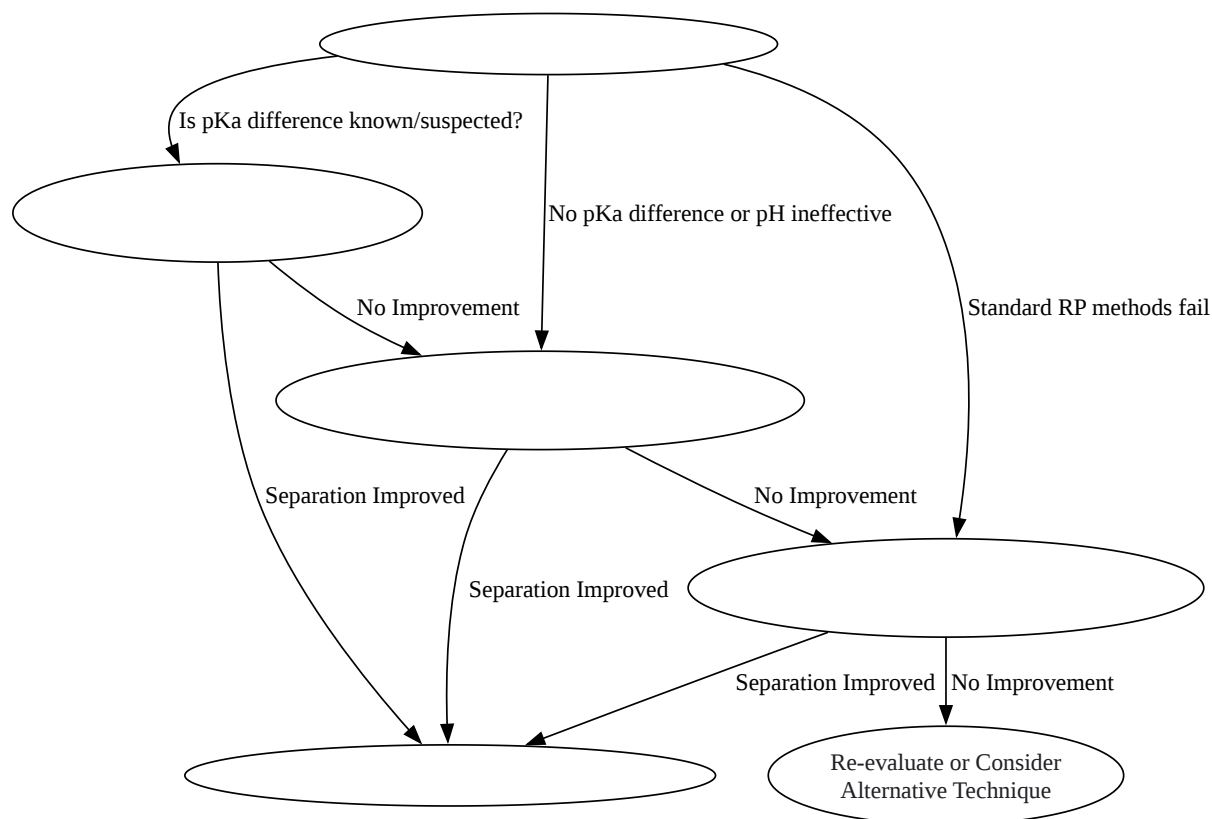 Is pKa difference known/suspected?
No pKa difference or pH ineffective
No Improvement
Standard RP methods fail
Separation Improved
No Improvement
Separation Improved
Separation Improved
No Improvement
Re-evaluate or Consider
Alternative Technique